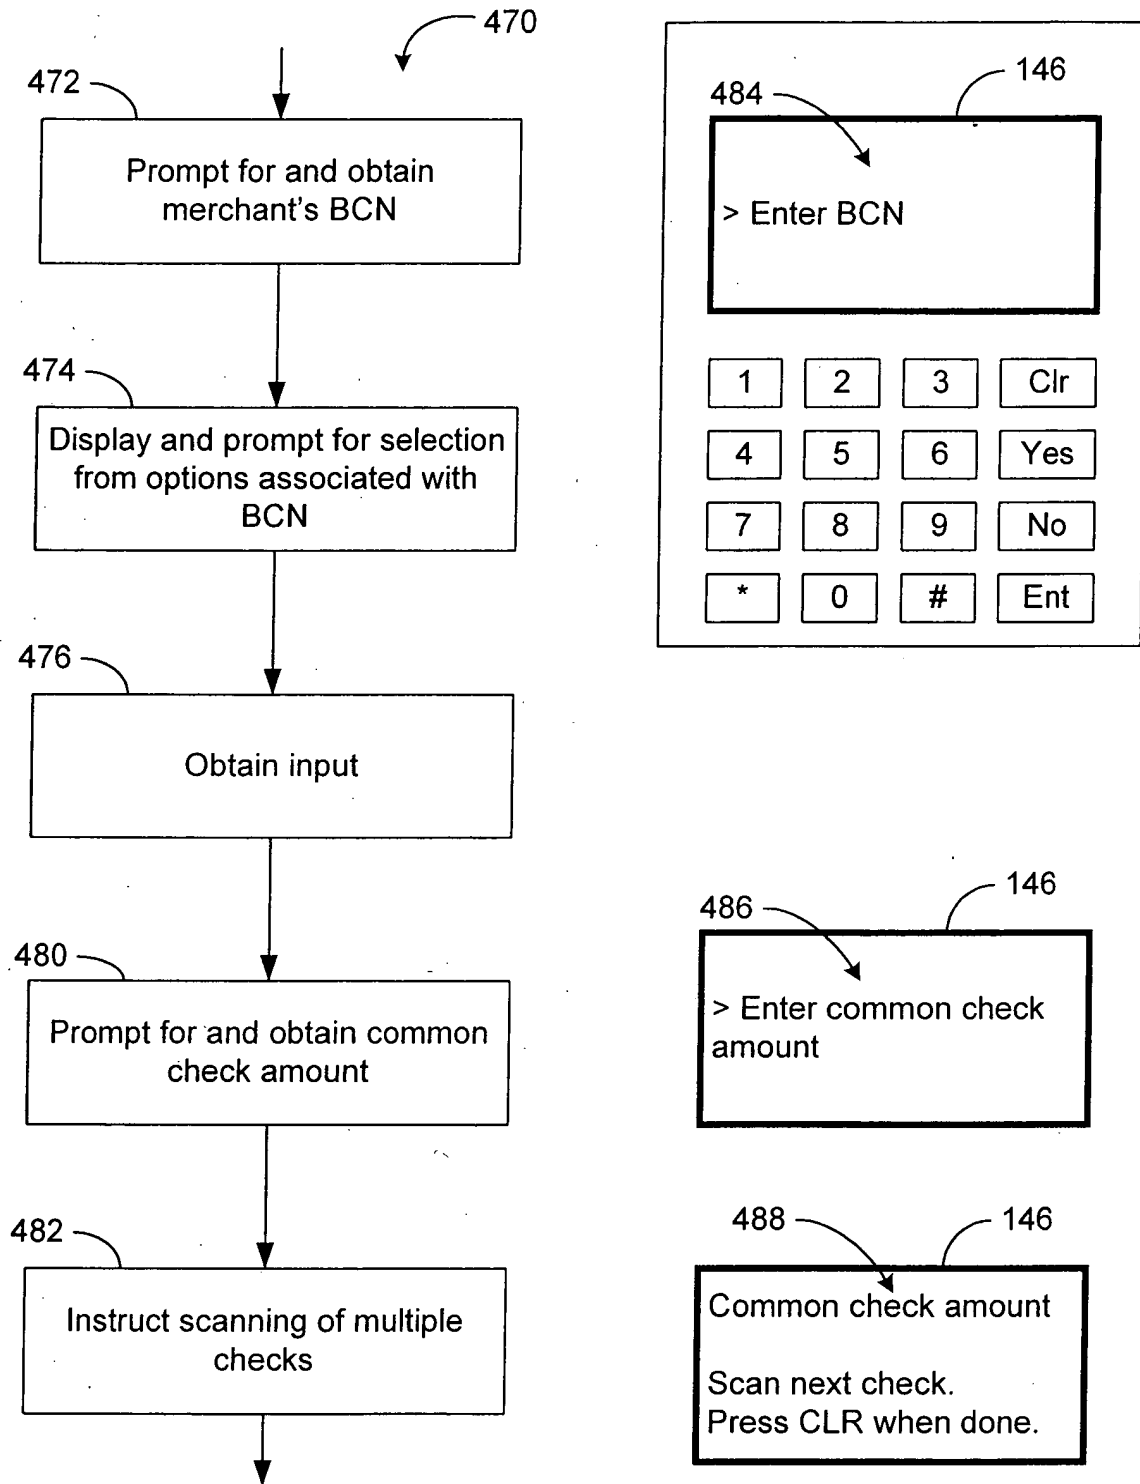 470
472
Prompt for and obtain
merchant's BCN
474
Display and prompt for selection
from options associated with
BCN
476
Obtain input
480
Prompt for and obtain common
check amount
482
Instruct scanning of multiple
checks
146
484
> Enter BCN
1 2 3 Clr
4 5 6 Yes
7 8 9 No
* 0 # Ent
146
486
> Enter common check
amount
488
146
Common check amount
Scan next check.
Press CLR when done.